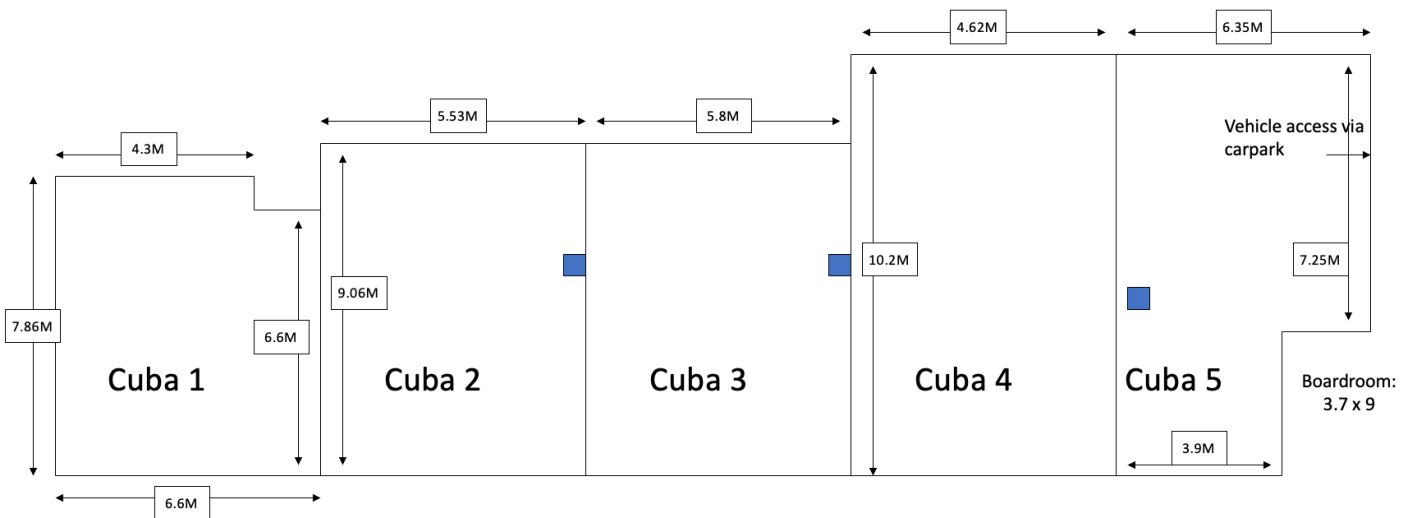 4.62M
6.35M
5.53M
5.8M
4.3M
Vehicle access via
carpark
10.2M
7.25M
9.06M
7.86M
6.6M
Cuba 1
Cuba 2
Cuba 3
Cuba 4
Cuba 5
Boardroom:
3.7 x 9
3.9M
6.6M